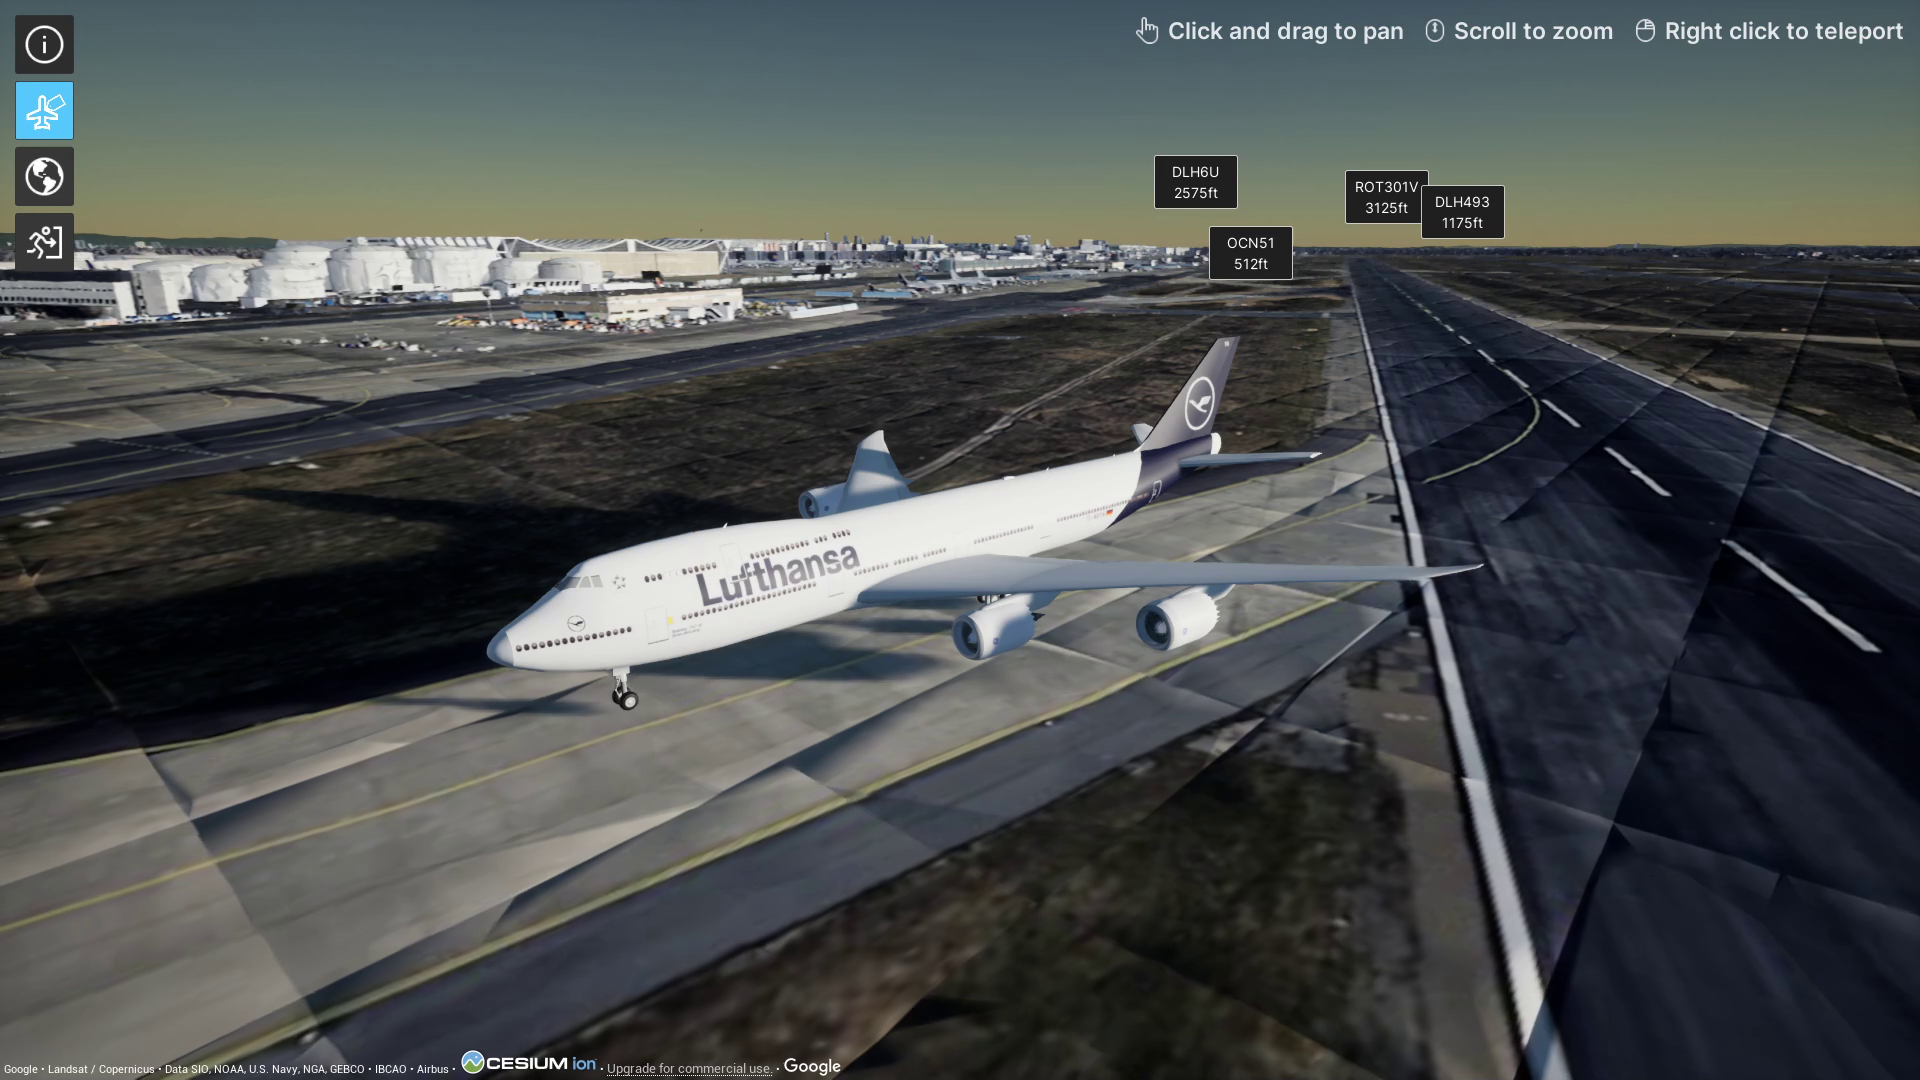 Click and drag to pan
Scroll to zoom
Right click to teleport
DLH6U
2575ft
ROT301V
3125ft
DLH493
1175ft
OCN51
512ft
Lufthansa
Google • Landsat / Copernicus • Data SIO, NOAA, U.S. Navy, NGA, GEBCO • IBCAO • Airbus •
CESIUM ion
• Upgrade for commercial use. • Google